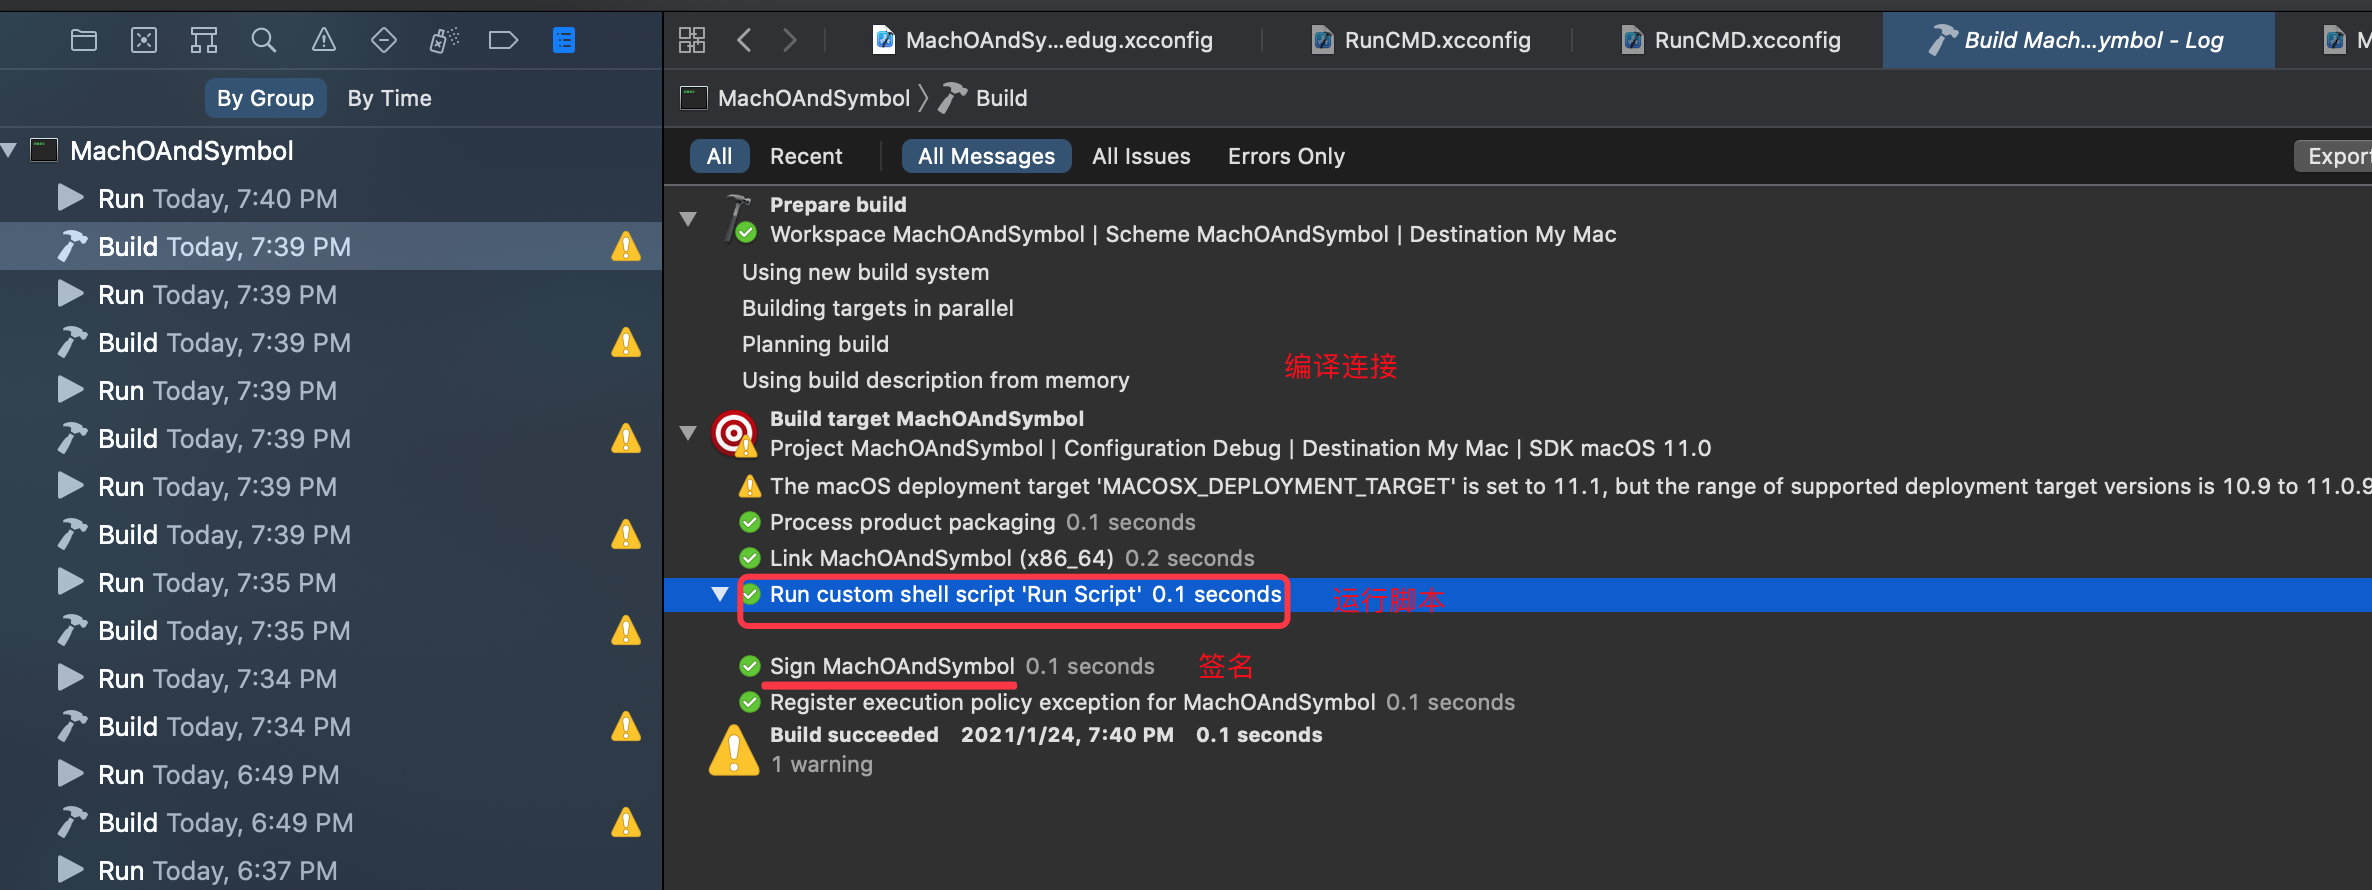 MachOAndSy...edug.xcconfig
RunCMD.xcconfig
RunCMD.xcconfig
Build Mach...ymbol - Log
M
By Group
By Time
MachOAndSymbol
Build
All
Recent
All Messages
All Issues
Errors Only
Export
MachOAndSymbol
Run Today, 7:40 PM
Build Today, 7:39 PM
Run Today, 7:39 PM
Build Today, 7:39 PM
Run Today, 7:39 PM
Build Today, 7:39 PM
Run Today, 7:39 PM
Build Today, 7:39 PM
Run Today, 7:35 PM
Build Today, 7:35 PM
Run Today, 7:34 PM
Build Today, 7:34 PM
Run Today, 6:49 PM
Build Today, 6:49 PM
Run Today, 6:37 PM
Prepare build
Workspace MachOAndSymbol | Scheme MachOAndSymbol | Destination My Mac
Using new build system
Building targets in parallel
Planning build
编译连接
Using build description from memory
Build target MachOAndSymbol
Project MachOAndSymbol | Configuration Debug | Destination My Mac | SDK macOS 11.0
The macOS deployment target 'MACOSX_DEPLOYMENT_TARGET' is set to 11.1, but the range of supported deployment target versions is 10.9 to 11.0.9
Process product packaging 0.1 seconds
Link MachOAndSymbol (x86_64) 0.2 seconds
Run custom shell script 'Run Script' 0.1 seconds
运行脚本
Sign MachOAndSymbol 0.1 seconds
签名
Register execution policy exception for MachOAndSymbol 0.1 seconds
Build succeeded 2021/1/24, 7:40 PM 0.1 seconds
1 warning